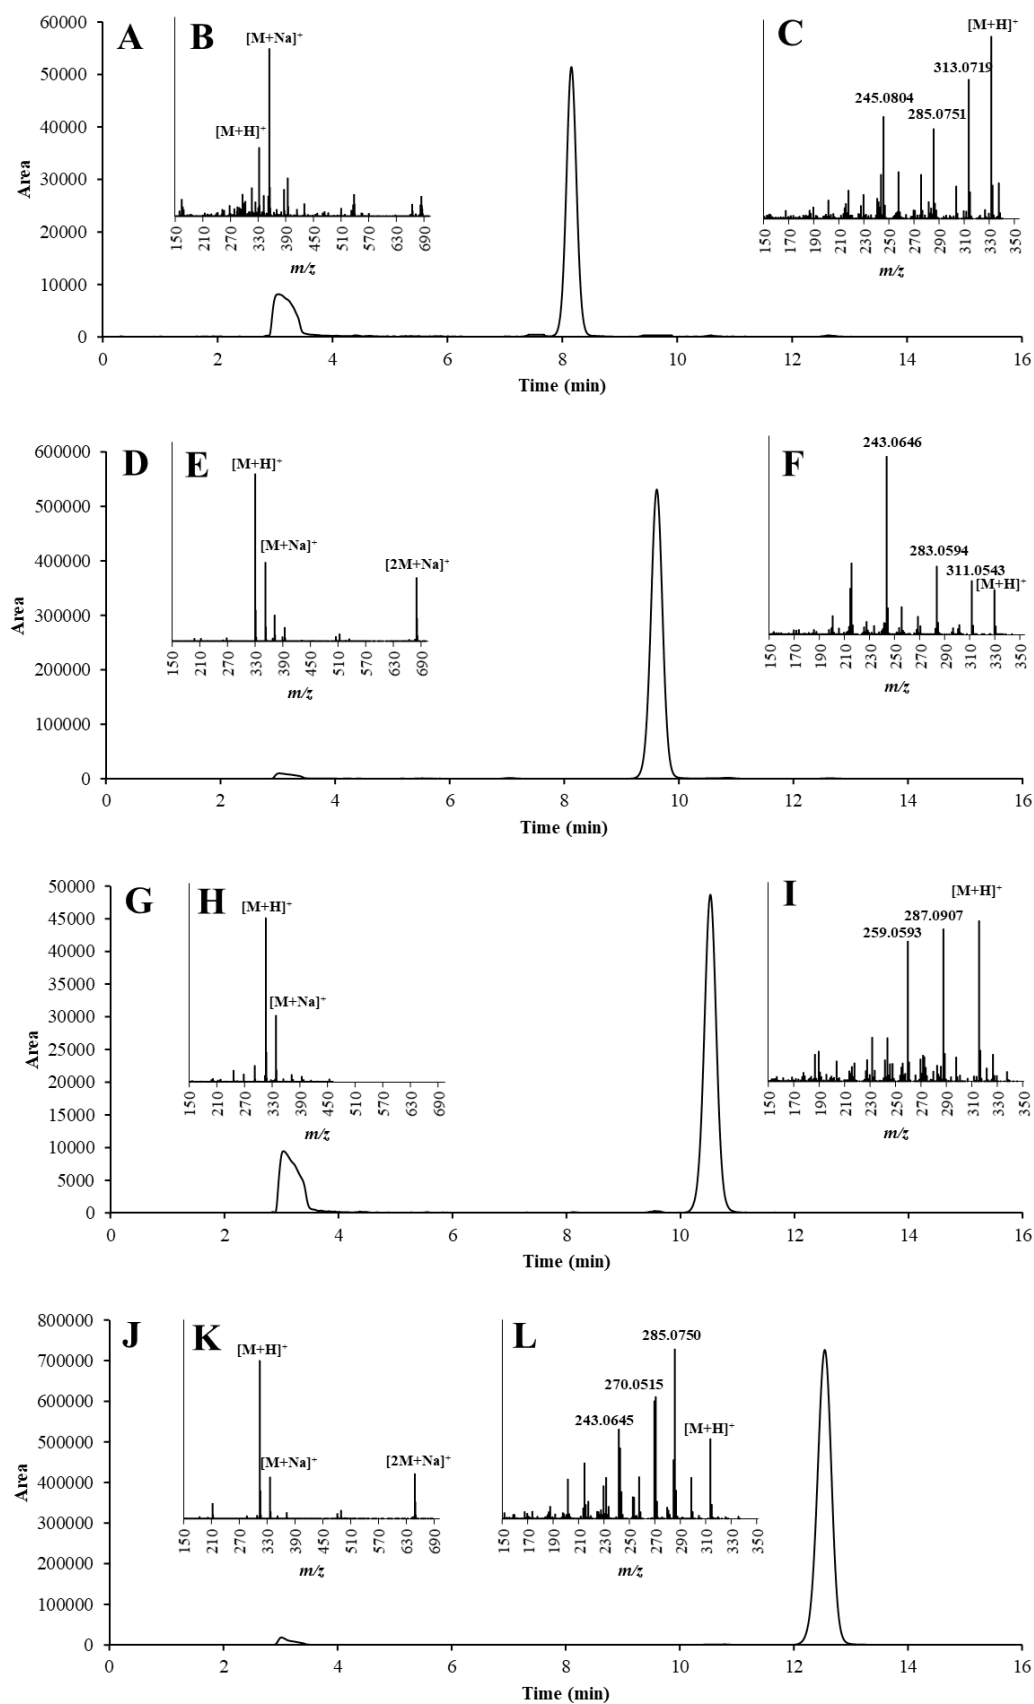 A
B
C
60000
50000
40000
30000
20000
10000
0
Area
[M+Na]⁺
[M+H]⁺
150 210 270 330 390 450 510 570 630 690
m/z
[M+H]⁺
313.0719
245.0804
285.0751
150 170 190 210 230 250 270 290 310 330 350
m/z
0 2 4 6 8 10 12 14 16
Time (min)
D
E
F
600000
500000
400000
300000
200000
100000
0
Area
[M+H]⁺
[M+Na]⁺
[2M+Na]⁺
150 210 270 330 390 450 510 570 630 690
m/z
243.0646
283.0594
311.0543
[M+H]⁺
150 170 190 210 230 250 270 290 310 330 350
m/z
0 2 4 6 8 10 12 14 16
Time (min)
G
H
I
50000
45000
40000
35000
30000
25000
20000
15000
10000
5000
0
Area
[M+H]⁺
[M+Na]⁺
150 210 270 330 390 450 510 570 630 690
m/z
[M+H]⁺
287.0907
259.0593
150 170 190 210 230 250 270 290 310 330 350
m/z
0 2 4 6 8 10 12 14 16
Time (min)
J
K
L
800000
700000
600000
500000
400000
300000
200000
100000
0
Area
[M+H]⁺
[M+Na]⁺
[2M+Na]⁺
150 210 270 330 390 450 510 570 630 690
m/z
285.0750
270.0515
243.0645
[M+H]⁺
150 170 190 210 230 250 270 290 310 330 350
m/z
0 2 4 6 8 10 12 14 16
Time (min)